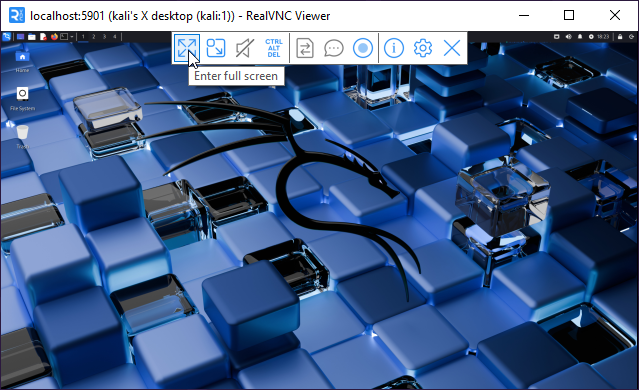 localhost:5901 (kali's X desktop (kali:1)) - RealVNC Viewer
1 2 3 4
18:23
CTRL
ALT
DEL
Enter full screen
Home
File System
Trash